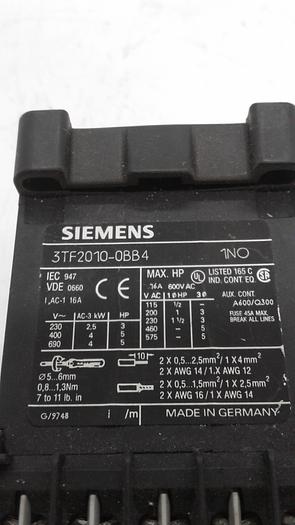 SIEMENS
3TF2010-0BB4 1NO
IEC 947
VDE 0660
I,AC-1 16A
CE
MAX. HP UL LISTED 165 C
IND. CONT. EQ.
16A 600V AC
V AC 1Ø HP 3Ø AUX. CONT.
115 1/2 - A600/Q300
200 1 3 FUSE 45A MAX.
230 1 1/2 3 BREAK ALL LINES
460 - 5
575 - 5
V~ AC-3 kW HP
230 2,5 3
400 4 5
690 4 5
Ø 5...6mm
0,8...1,3Nm
7 to 11 lb. in
10
2 X 0,5...2,5mm² / 1 X 4mm²
2 X AWG 14 / 1 X AWG 12
2 X 0,5...1,5mm² / 1 X 2,5mm²
2 X AWG 16 / 1 X AWG 14
G/9748 i /m MADE IN GERMANY